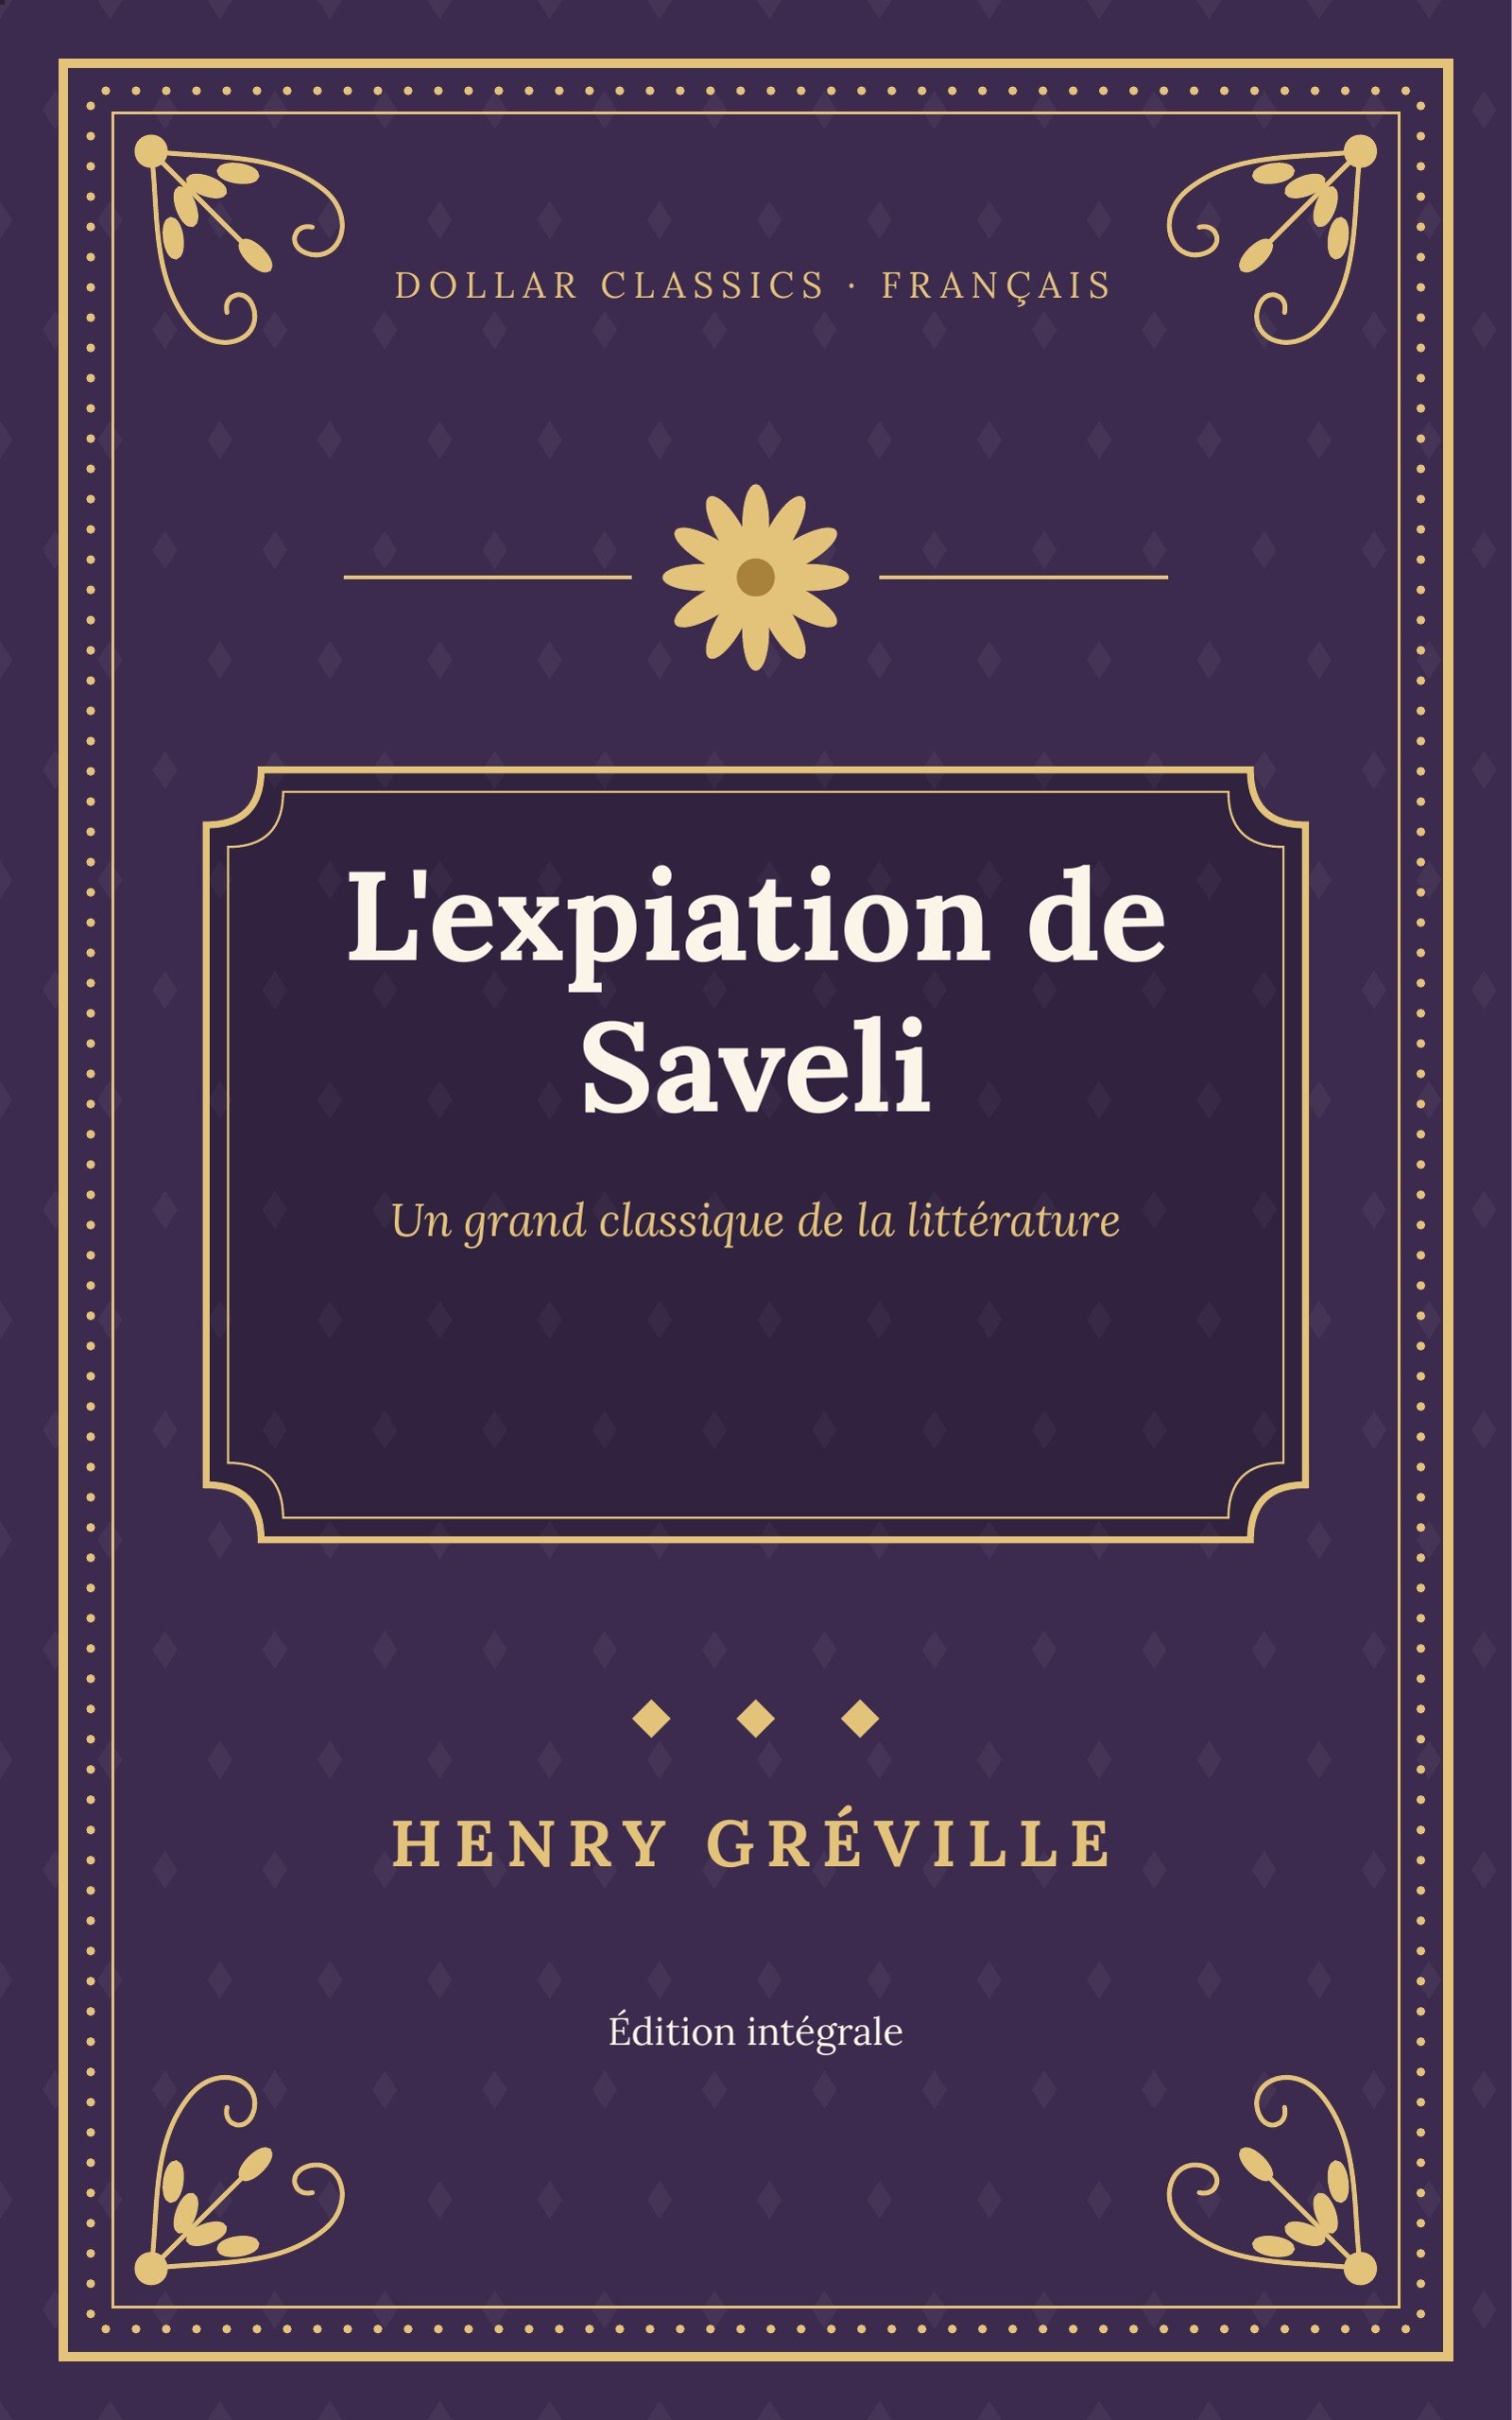 DOLLAR CLASSICS · FRANÇAIS
L'expiation de
Saveli
Un grand classique de la littérature
HENRY GRÉVILLE
Édition intégrale